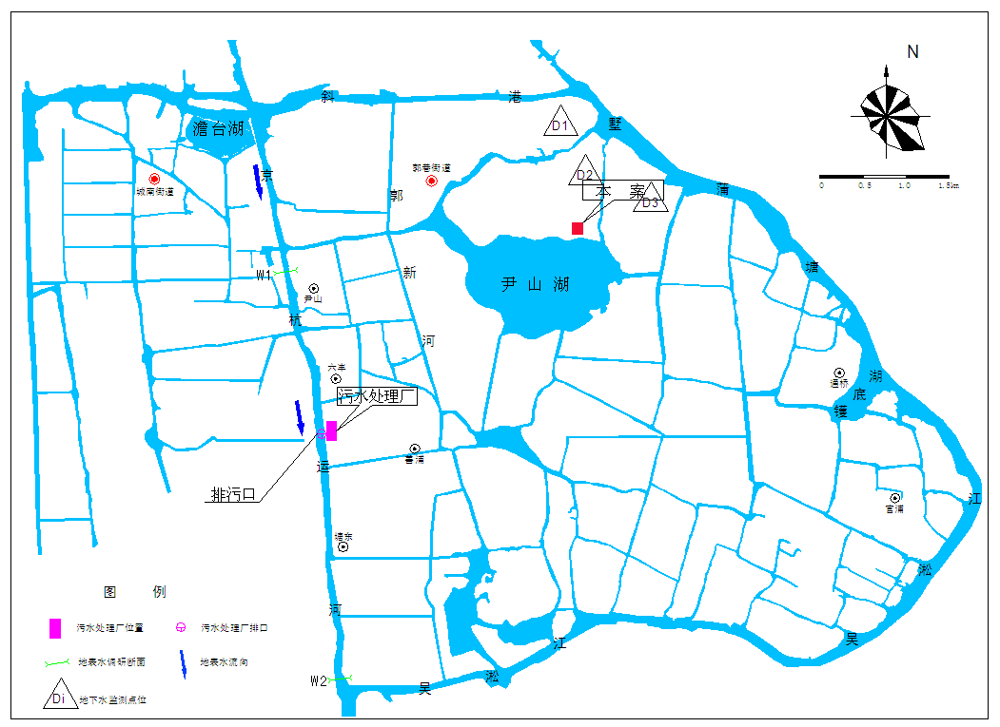 N
0 0.5 1.0 1.5km
斜 港
澹台湖
D1
墅
郭巷街道
D2
京
城南街道
本 案
D3
蒲
郭
塘
新
W1
尹山
尹 山 湖
杭
河
六丰
湖
通桥
底
污水处理厂
镬
善浦
运
排污口
江
官浦
塘东
淞
图 例
河
污水处理厂位置
污水处理厂排口
江
吴
地表水调研断面
地表水流向
W2
淞
吴
Di
地下水监测点位